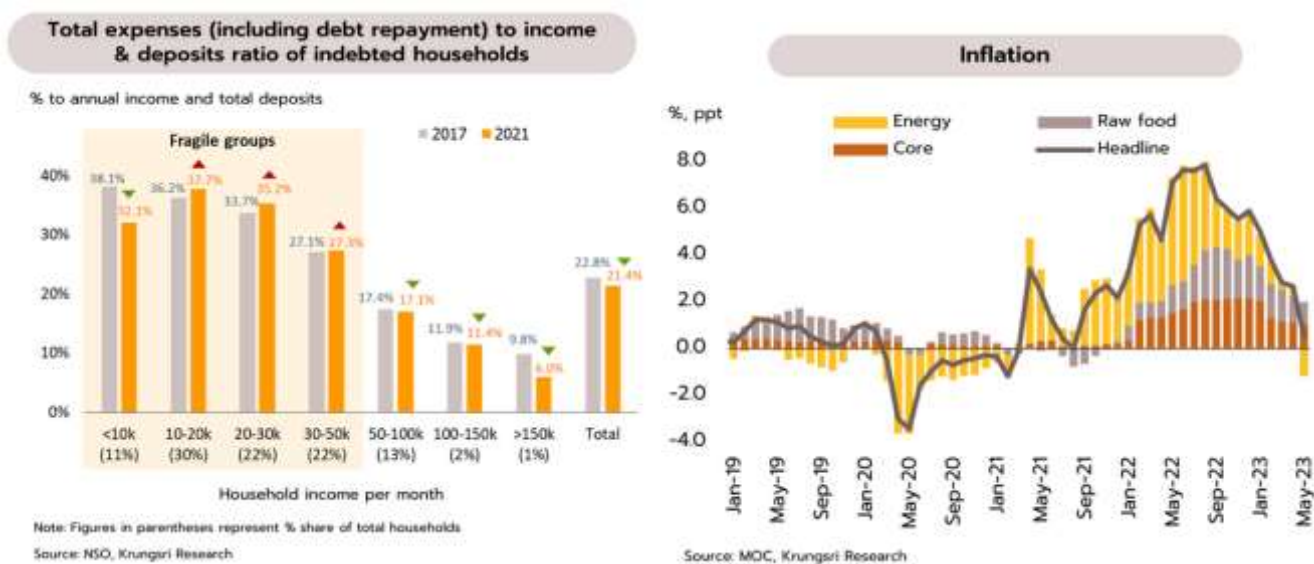 Total expenses (including debt repayment) to income
& deposits ratio of indebted households
% to annual income and total deposits
2017
2021
Fragile groups
40%
30%
20%
10%
0%
38.1%
32.1%
36.2%
37.7%
33.7%
35.2%
27.1%
27.3%
17.4%
17.1%
11.9%
11.4%
9.8%
6.0%
22.8%
21.4%
<10k
10-20k
20-30k
30-50k
50-100k
100-150k
>150k
Total
(11%)
(30%)
(22%)
(22%)
(13%)
(2%)
(1%)
Household income per month
Note: Figures in parentheses represent % share of total households
Source: NSO, Krungsri Research
Inflation
%, ppt
Energy
Raw food
Core
Headline
8.0
6.0
4.0
2.0
0.0
-2.0
-4.0
Jan-19
May-19
Sep-19
Jan-20
May-20
Sep-20
Jan-21
May-21
Sep-21
Jan-22
May-22
Sep-22
Jan-23
May-23
Source: MOC, Krungsri Research